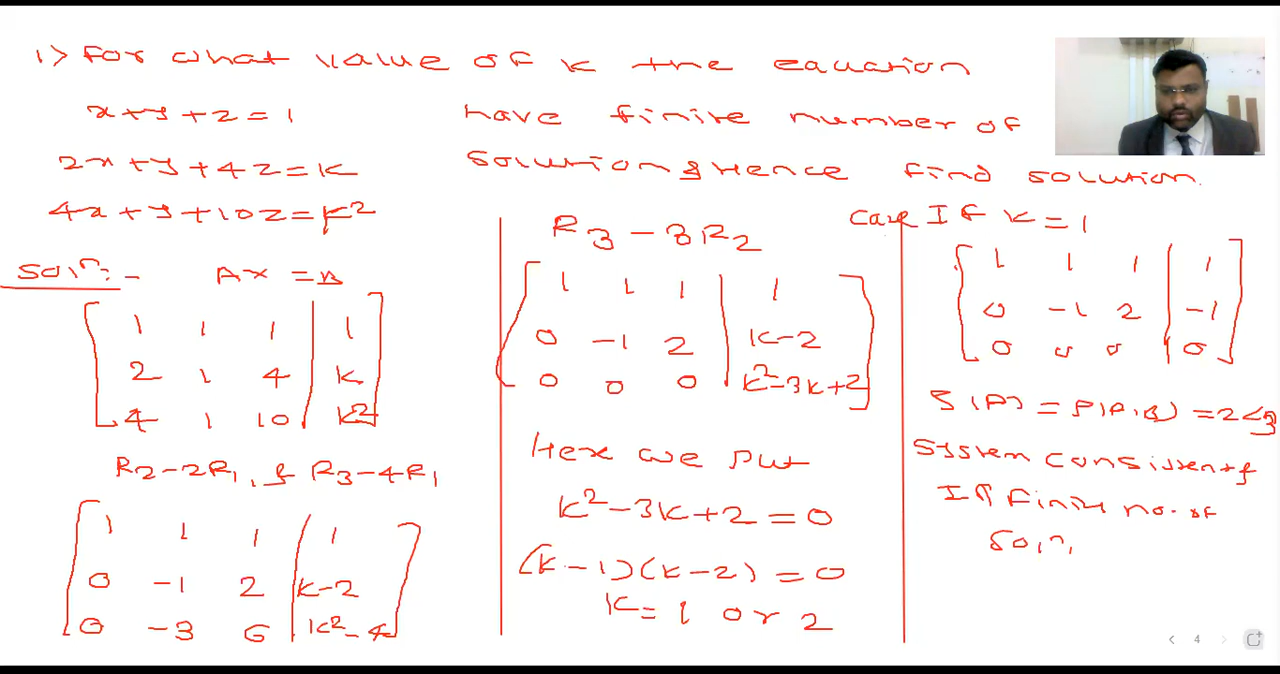 1) For what value of k the equation
x+y+z=1 have finite number of
2x+y+4z=k solution & Hence find solution.
4x+y+10z=k²
Soln:- AX = B
[1 1 1 | 1
2 1 4 | k
4 1 10 | k²]
R2-2R1, & R3-4R1
[1 1 1 | 1
0 -1 2 | k-2
0 -3 6 | k²-4]
R3-3R2
[1 1 1 | 1
0 -1 2 | k-2
0 0 0 | k²-3k+2]
Here we put
k²-3k+2=0
(k-1)(k-2)=0
k=1 or 2
Case I If k=1
[1 1 1 | 1
0 -1 2 | -1
0 0 0 | 0]
ρ(A) = ρ(A,B) = 2<3
System consistent &
Infinite no. of
soln.
4